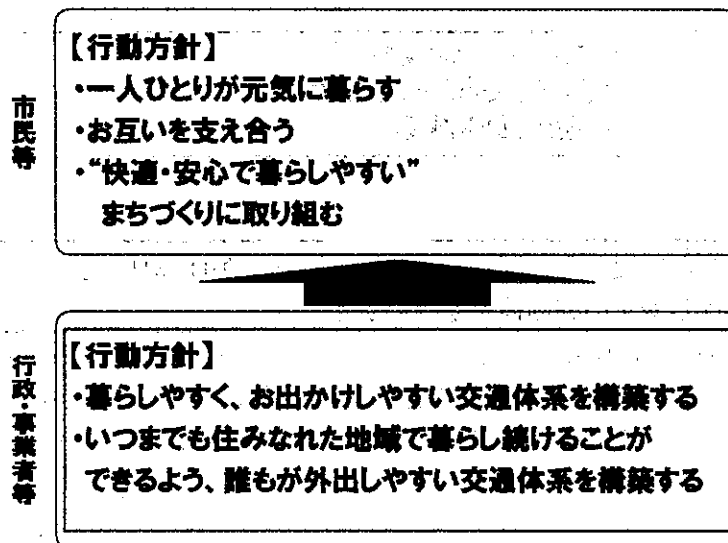 市民等
【行動方針】
・一人ひとりが元気に暮らす
・お互いを支え合う
・“快適・安心で暮らしやすい”
まちづくりに取り組む
行政・事業者等
【行動方針】
・暮らしやすく、お出かけしやすい交通体系を構築する
・いつまでも住みなれた地域で暮らし続けることが
できるよう、誰もが外出しやすい交通体系を構築する